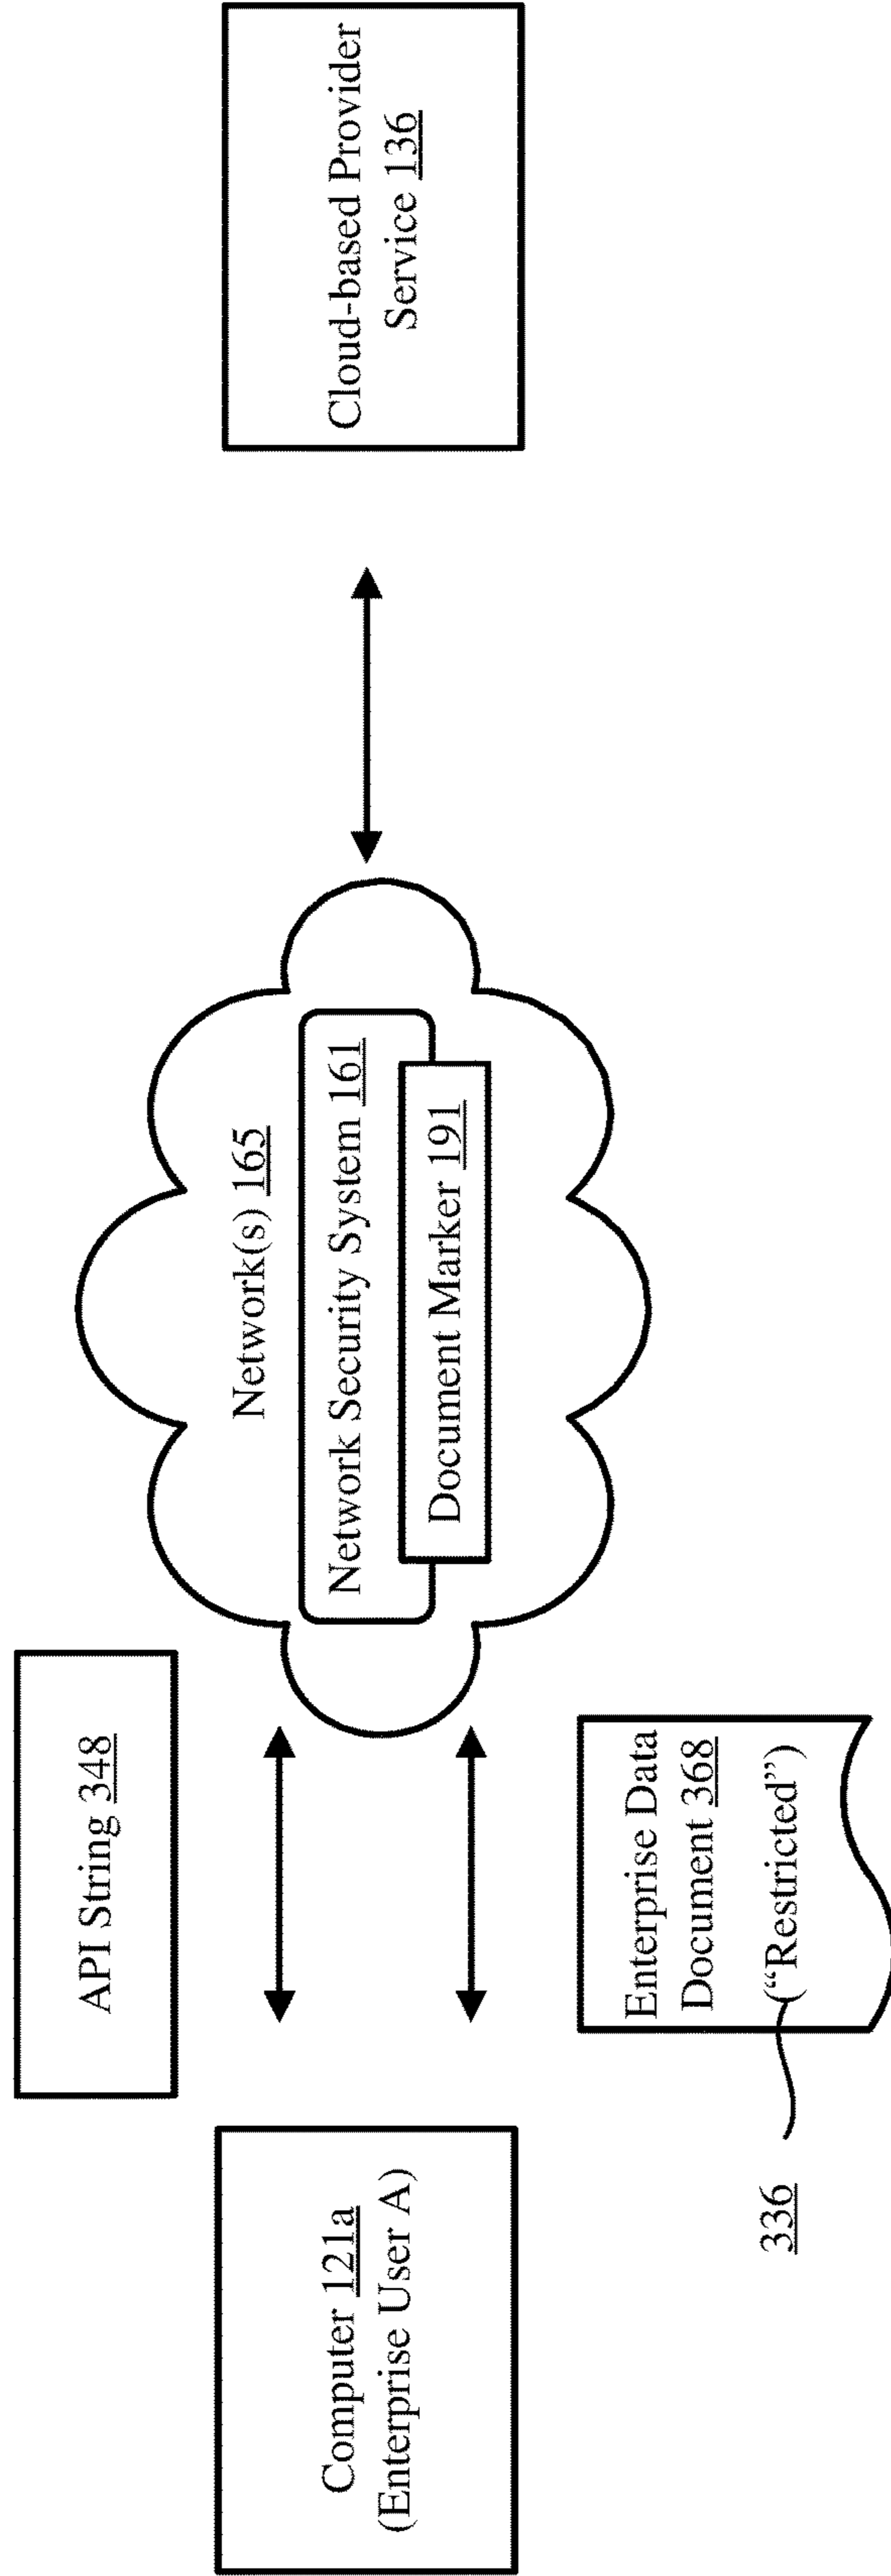 API String 348
Computer 121a
(Enterprise User A)
Network(s) 165
Network Security System 161
Document Marker 191
Cloud-based Provider
Service 136
Enterprise Data
Document 368
(“Restricted”)
336